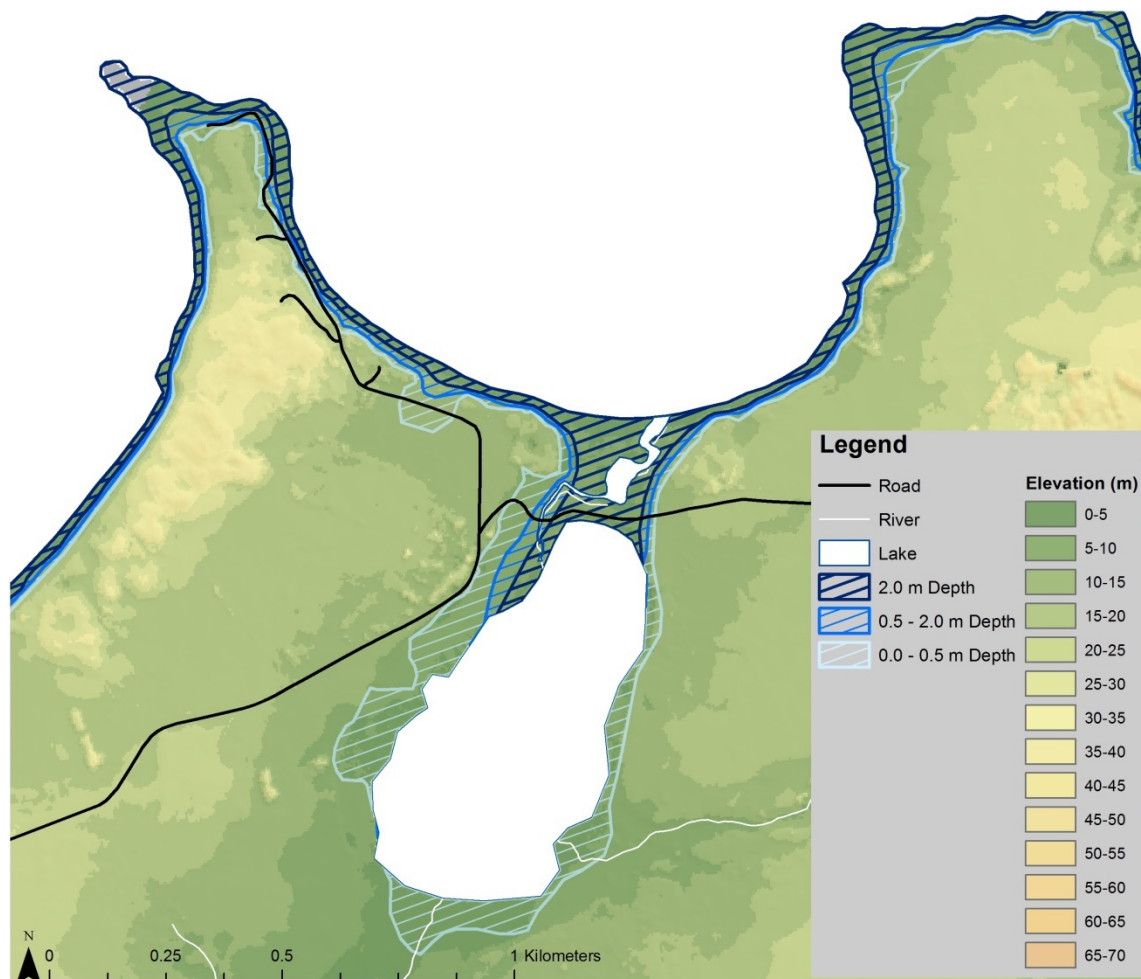 Legend
Road
River
Lake
2.0 m Depth
0.5 - 2.0 m Depth
0.0 - 0.5 m Depth
Elevation (m)
0-5
5-10
10-15
15-20
20-25
25-30
30-35
35-40
40-45
45-50
50-55
55-60
60-65
65-70
N
0 0.25 0.5 1 Kilometers